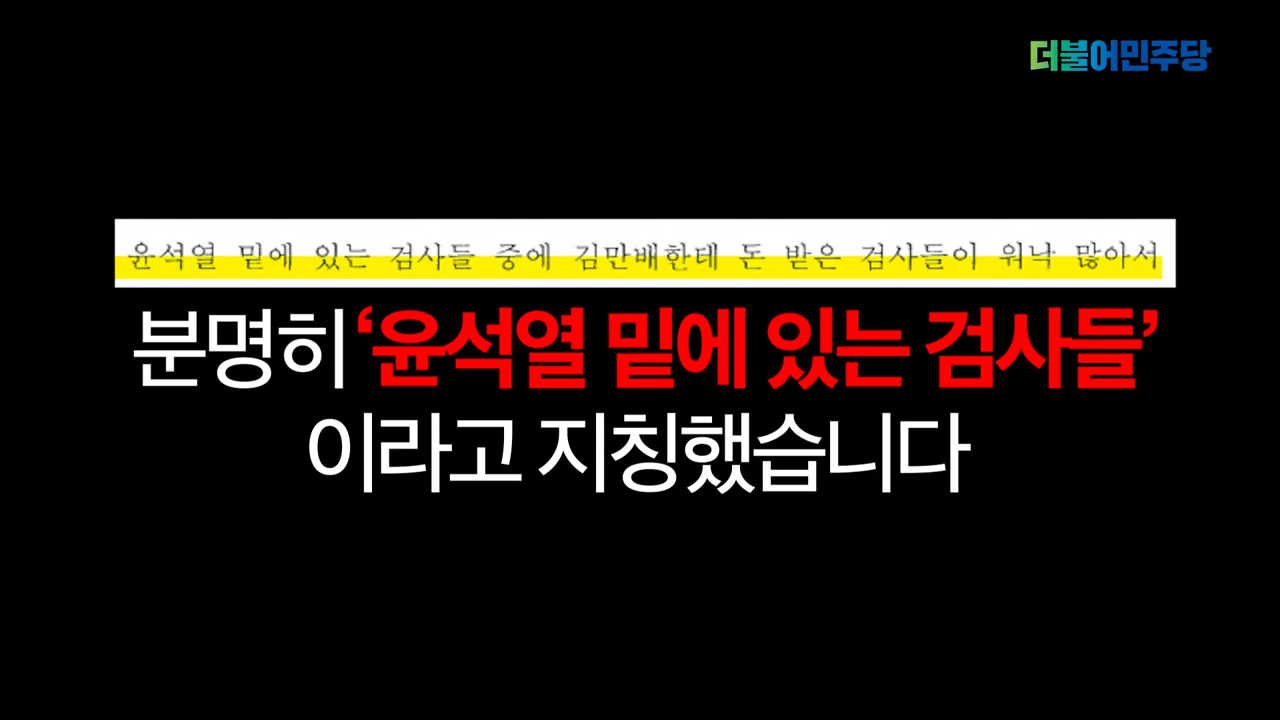 더불어민주당
윤석열 밑에 있는 검사들 중에 김만배한테 돈 받은 검사들이 워낙 많아서
분명히 ‘윤석열 밑에 있는 검사들’
이라고 지칭했습니다